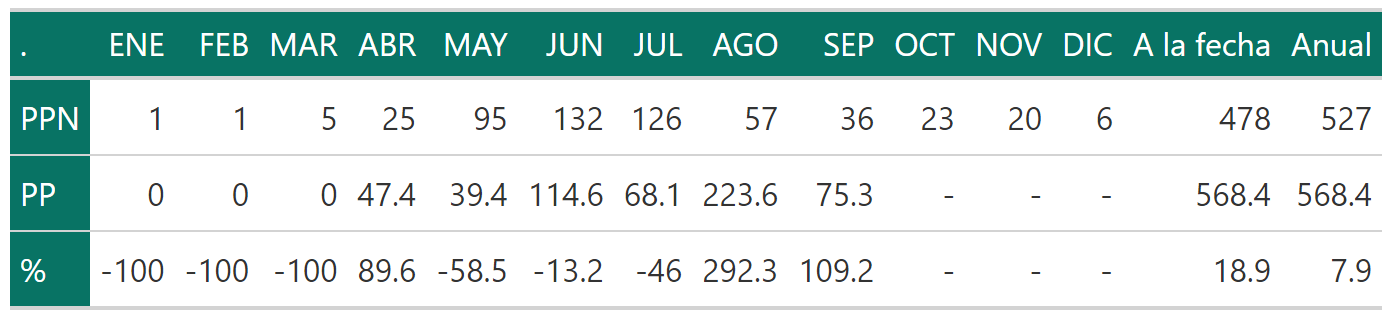 . ENE FEB MAR ABR MAY JUN JUL AGO SEP OCT NOV DIC A la fecha Anual
PPN 1 1 5 25 95 132 126 57 36 23 20 6 478 527
PP 0 0 0 47.4 39.4 114.6 68.1 223.6 75.3 - - - 568.4 568.4
% -100 -100 -100 89.6 -58.5 -13.2 -46 292.3 109.2 - - - 18.9 7.9